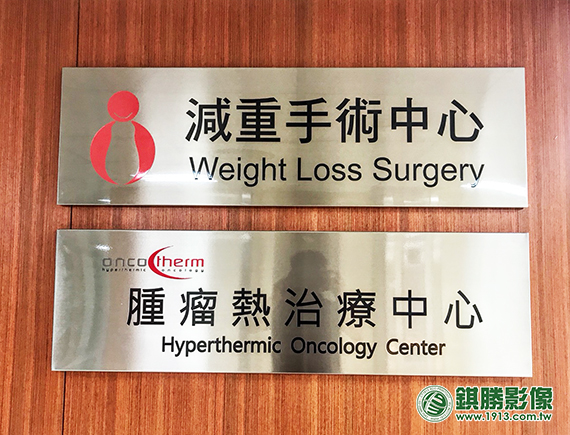 減重手術中心
Weight Loss Surgery
oncotherm
hyperthermic oncology
腫瘤熱治療中心
Hyperthermic Oncology Center
錤勝影像
www.1913.com.tw